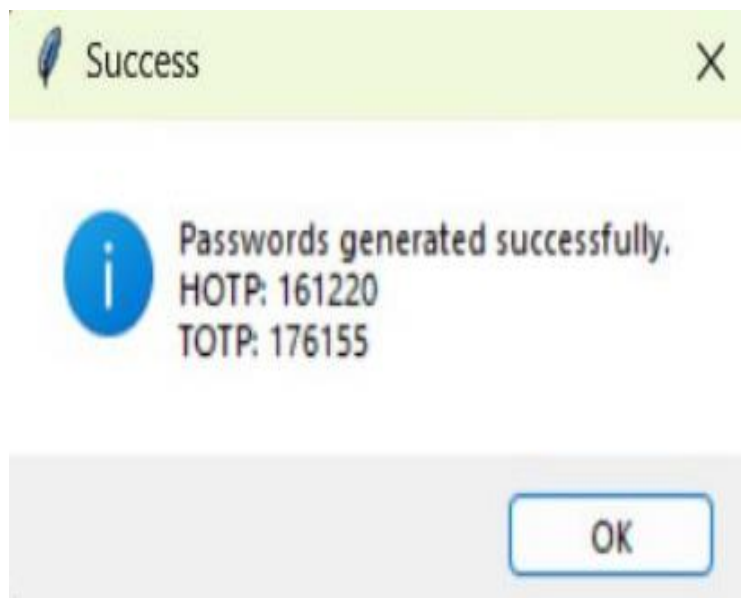 Success
Passwords generated successfully.
HOTP: 161220
TOTP: 176155
OK